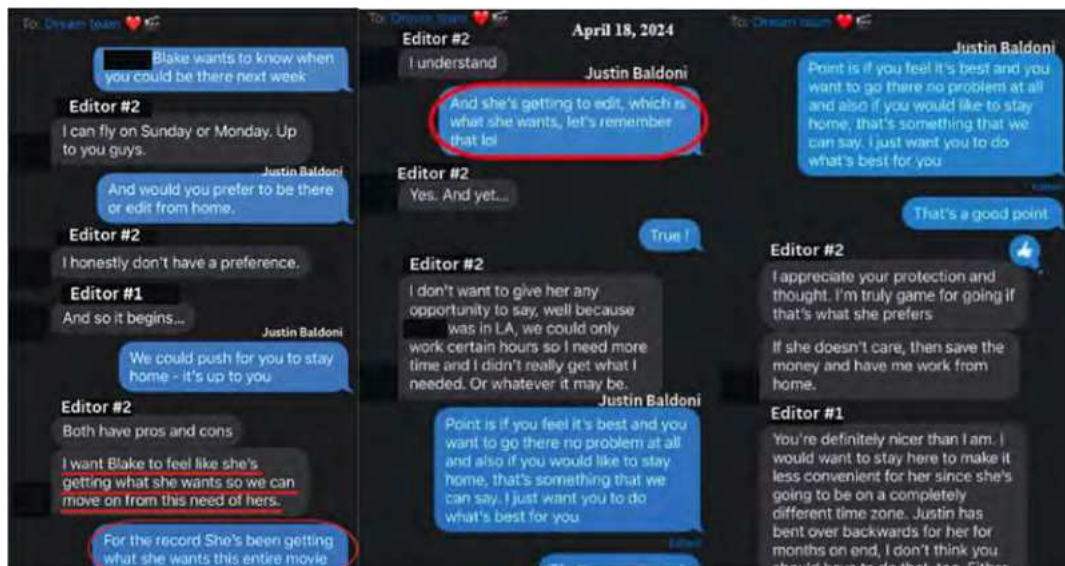 To: Dream team ❤️🎬
Blake wants to know when
you could be there next week
Editor #2
I can fly on Sunday or Monday. Up
to you guys.
Justin Baldoni
And would you prefer to be there
or edit from home.
Editor #2
I honestly don't have a preference.
Editor #1
And so it begins...
Justin Baldoni
We could push for you to stay
home - it's up to you
Editor #2
Both have pros and cons
I want Blake to feel like she's
getting what she wants so we can
move on from this need of hers.
For the record She's been getting
what she wants this entire movie
To: Dream team ❤️🎬
April 18, 2024
Editor #2
I understand
Justin Baldoni
And she's getting to edit, which is
what she wants, let's remember
that lol
Editor #2
Yes. And yet...
True !
Editor #2
I don't want to give her any
opportunity to say, well because
was in LA, we could only
work certain hours so I need more
time and I didn't really get what I
needed. Or whatever it may be.
Justin Baldoni
Point is if you feel it's best and you
want to go there no problem at all
and also if you would like to stay
home, that's something that we
can say. I just want you to do
what's best for you
Edited
To: Dream team ❤️🎬
Justin Baldoni
Point is if you feel it's best and you
want to go there no problem at all
and also if you would like to stay
home, that's something that we
can say. I just want you to do
what's best for you
Edited
That's a good point
Editor #2
I appreciate your protection and
thought. I'm truly game for going if
that's what she prefers
If she doesn't care, then save the
money and have me work from
home.
Editor #1
You're definitely nicer than I am. I
would want to stay here to make it
less convenient for her since she's
going to be on a completely
different time zone. Justin has
bent over backwards for her for
months on end, I don't think you